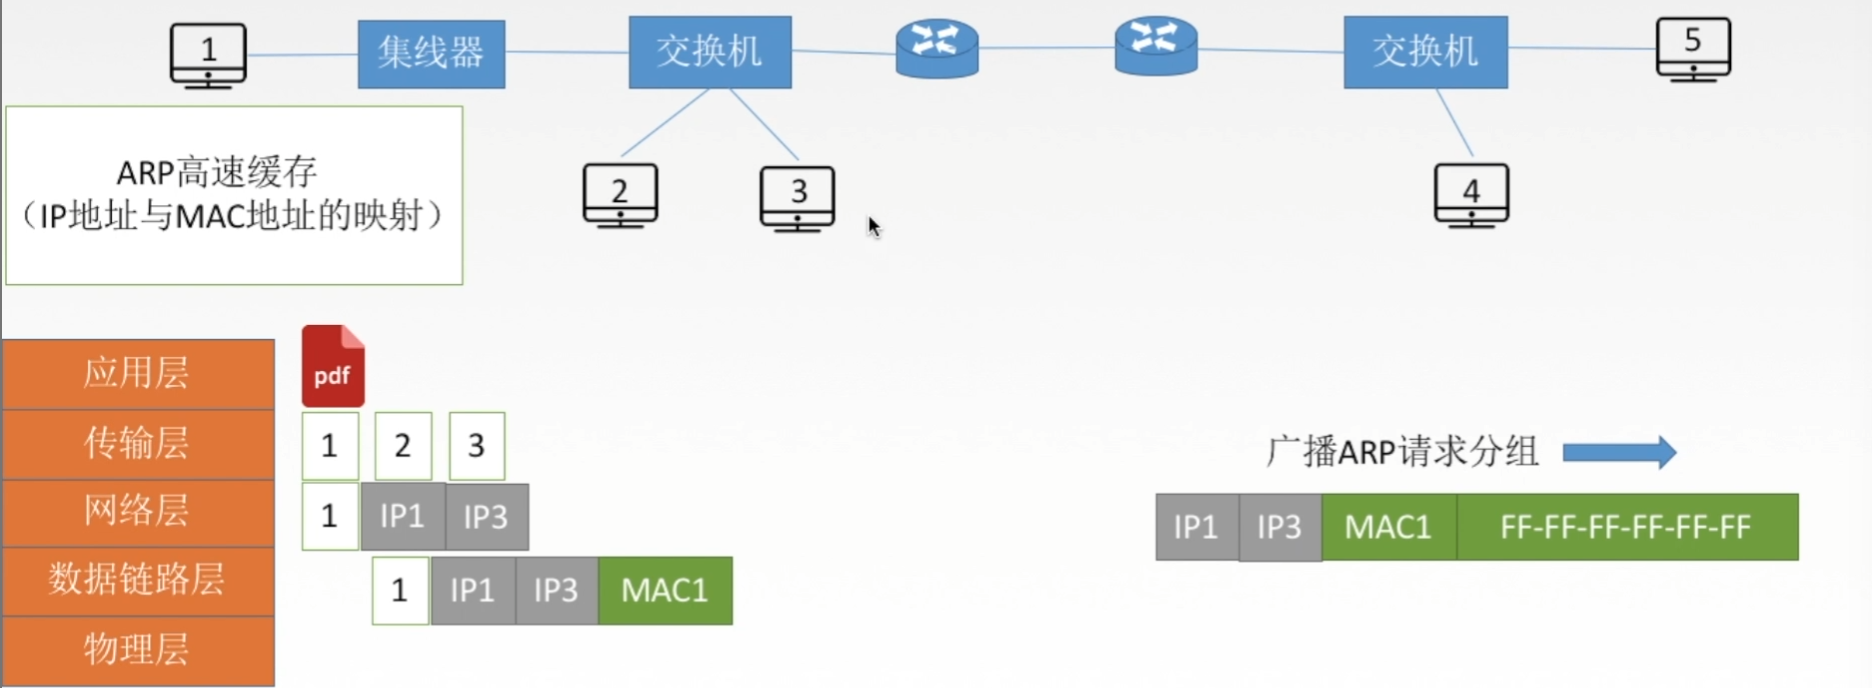 1
集线器
交换机
交换机
5
2
3
4
ARP高速缓存
（IP地址与MAC地址的映射）
应用层
pdf
传输层
1 2 3
网络层
1 IP1 IP3
数据链路层
1 IP1 IP3 MAC1
物理层
广播ARP请求分组
IP1 IP3 MAC1 FF-FF-FF-FF-FF-FF